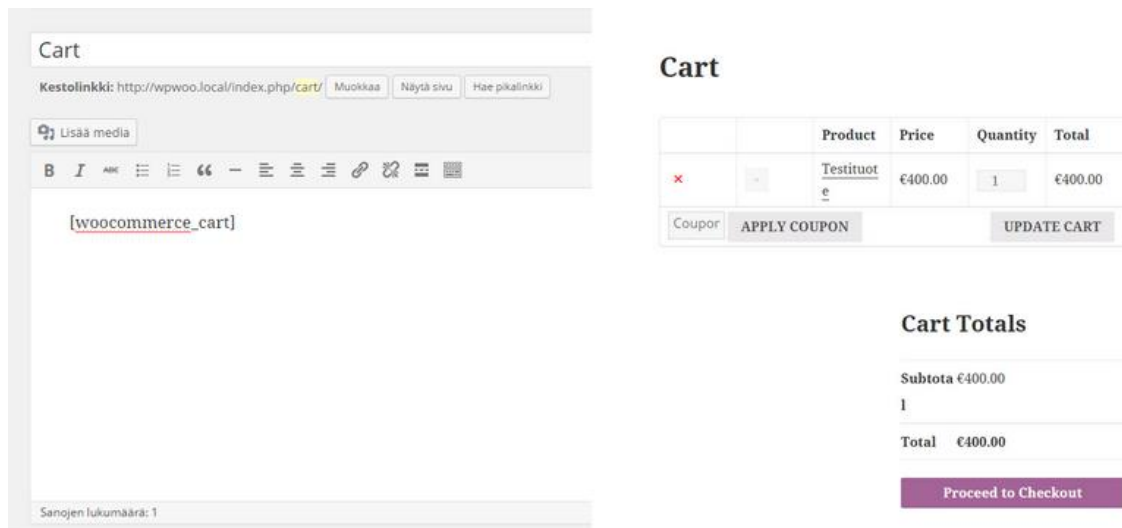 Cart
Kestolinkki: http://wpwoo.local/index.php/cart/ Muokkaa Näytä sivu Hae pikalinkki
Lisää media
B I ABC
[woocommerce_cart]
Sanojen lukumäärä: 1
Cart
Product Price Quantity Total
× Testituot
e €400.00 1 €400.00
Coupon APPLY COUPON UPDATE CART
Cart Totals
Subtota €400.00
l
Total €400.00
Proceed to Checkout